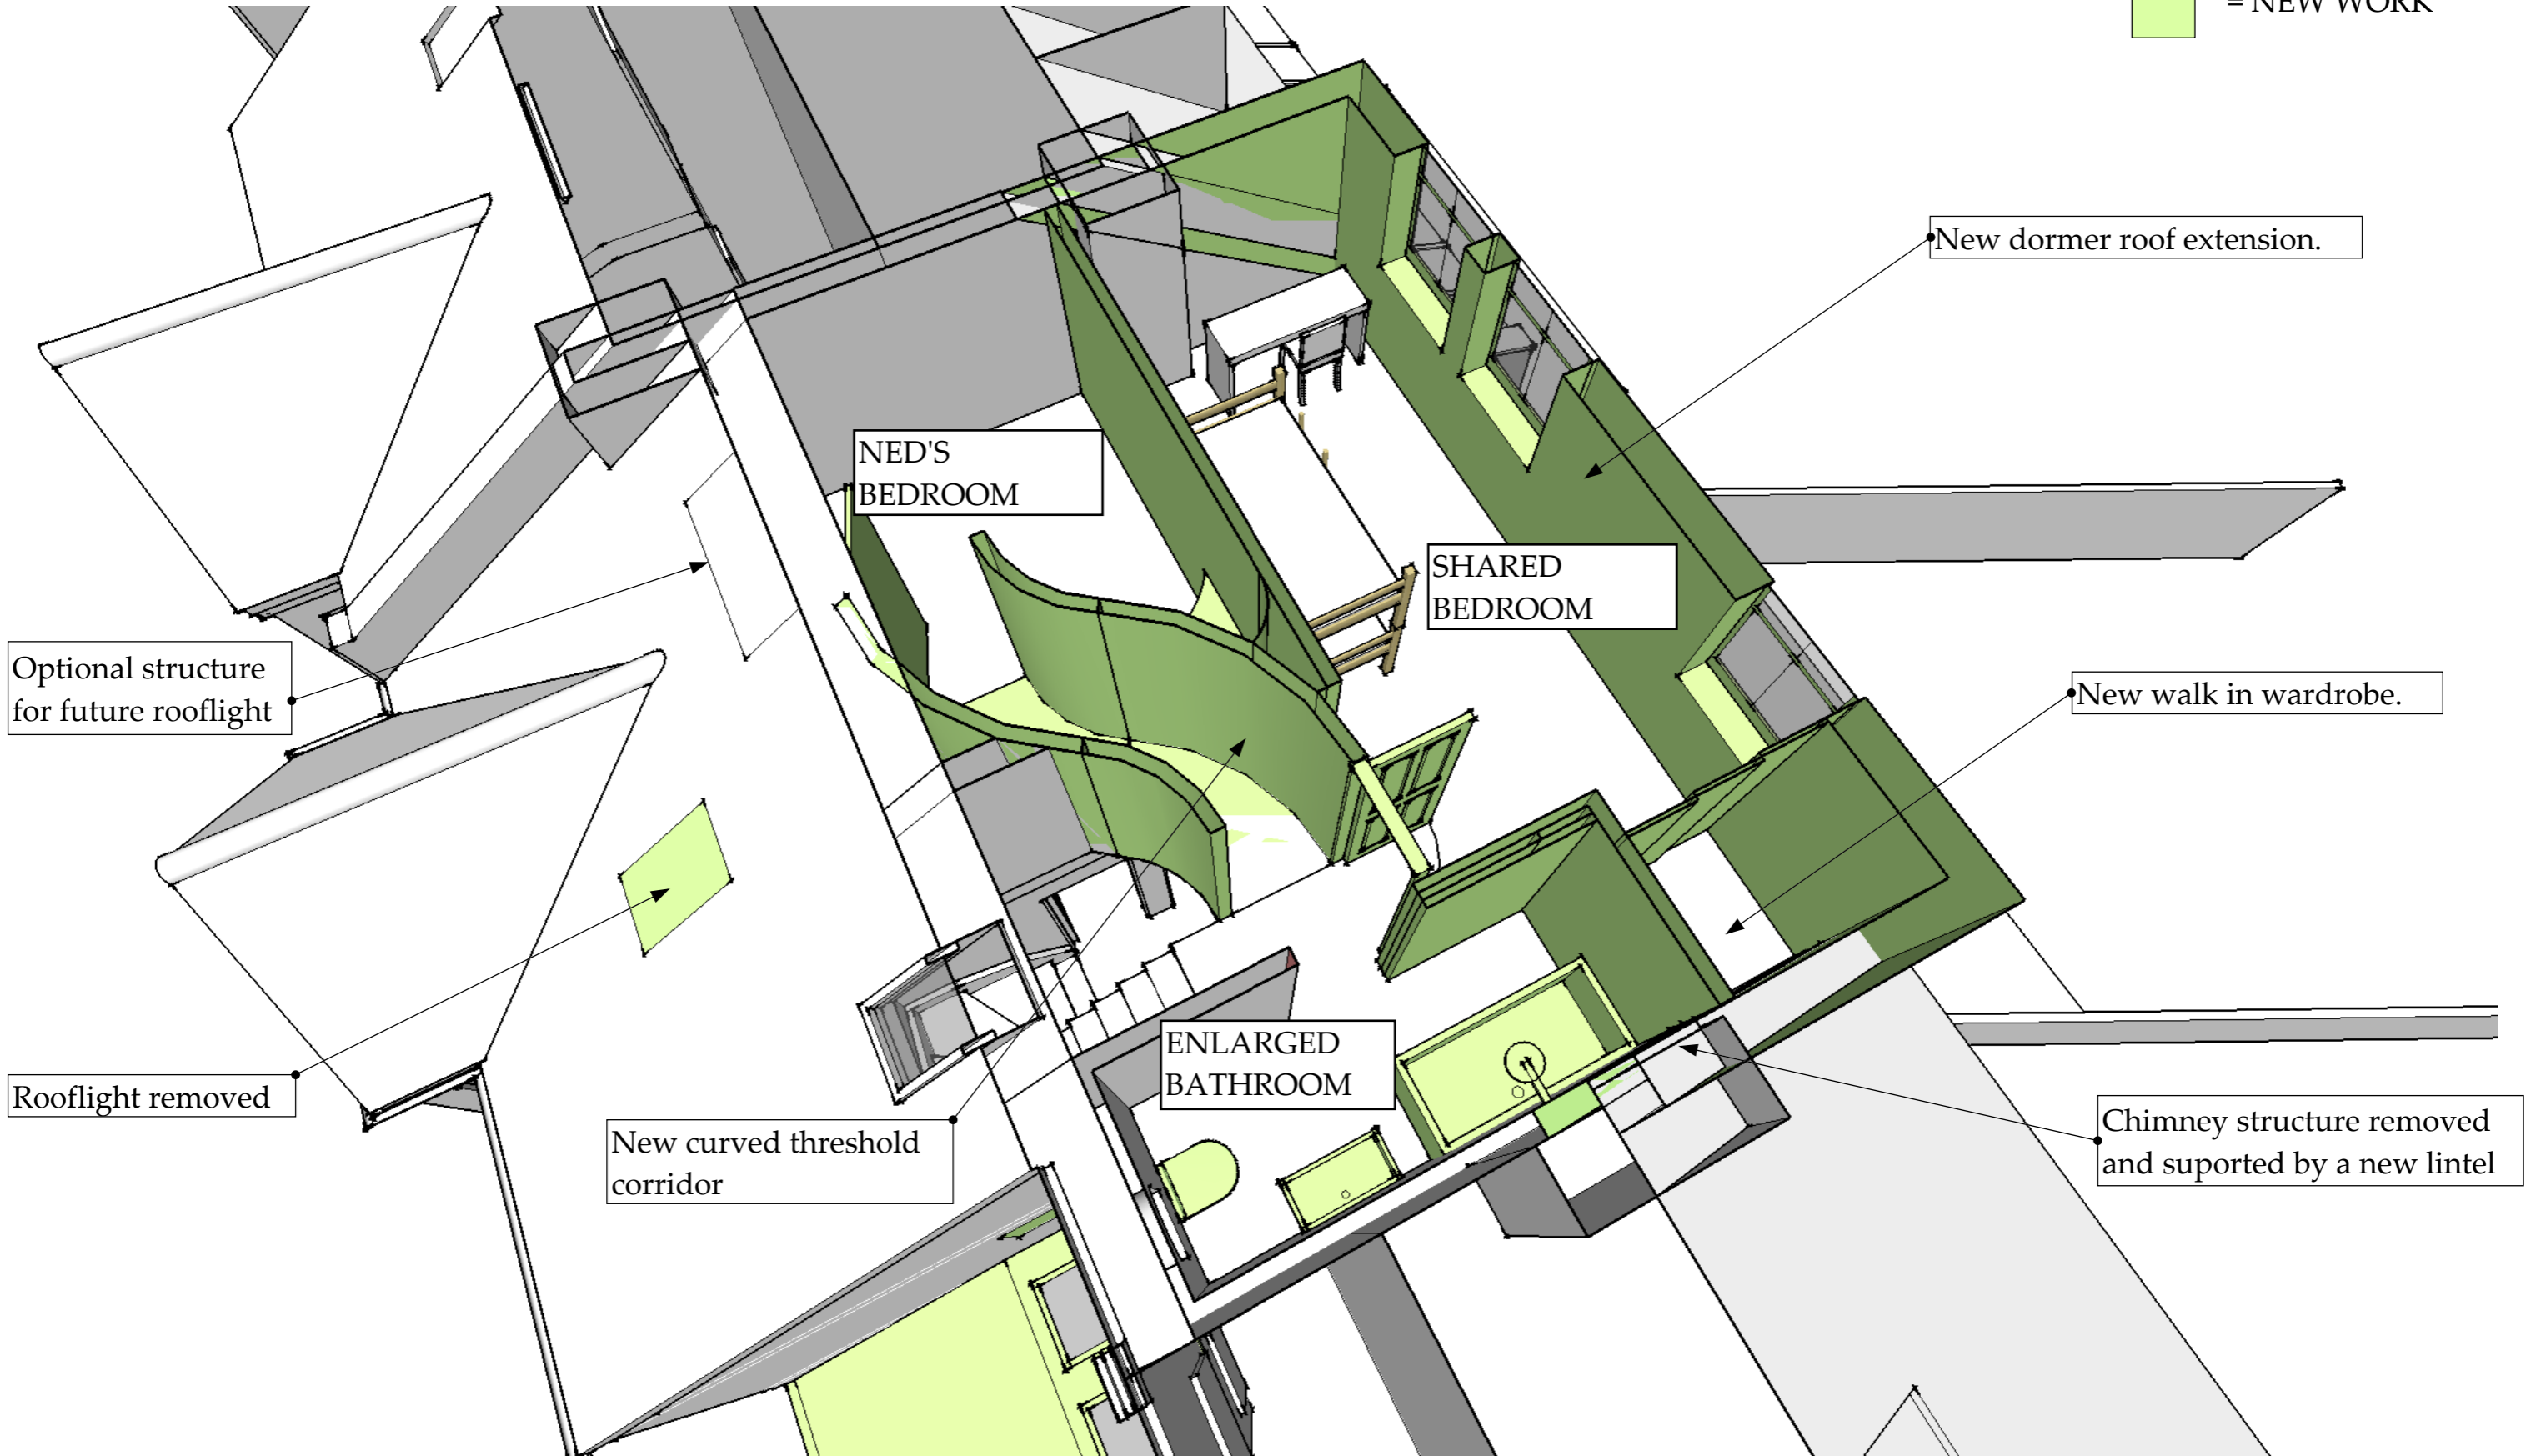 = NEW WORK
New dormer roof extension.
NED'S
BEDROOM
SHARED
BEDROOM
Optional structure
for future rooflight
New walk in wardrobe.
ENLARGED
BATHROOM
Rooflight removed
New curved threshold
corridor
Chimney structure removed
and suported by a new lintel